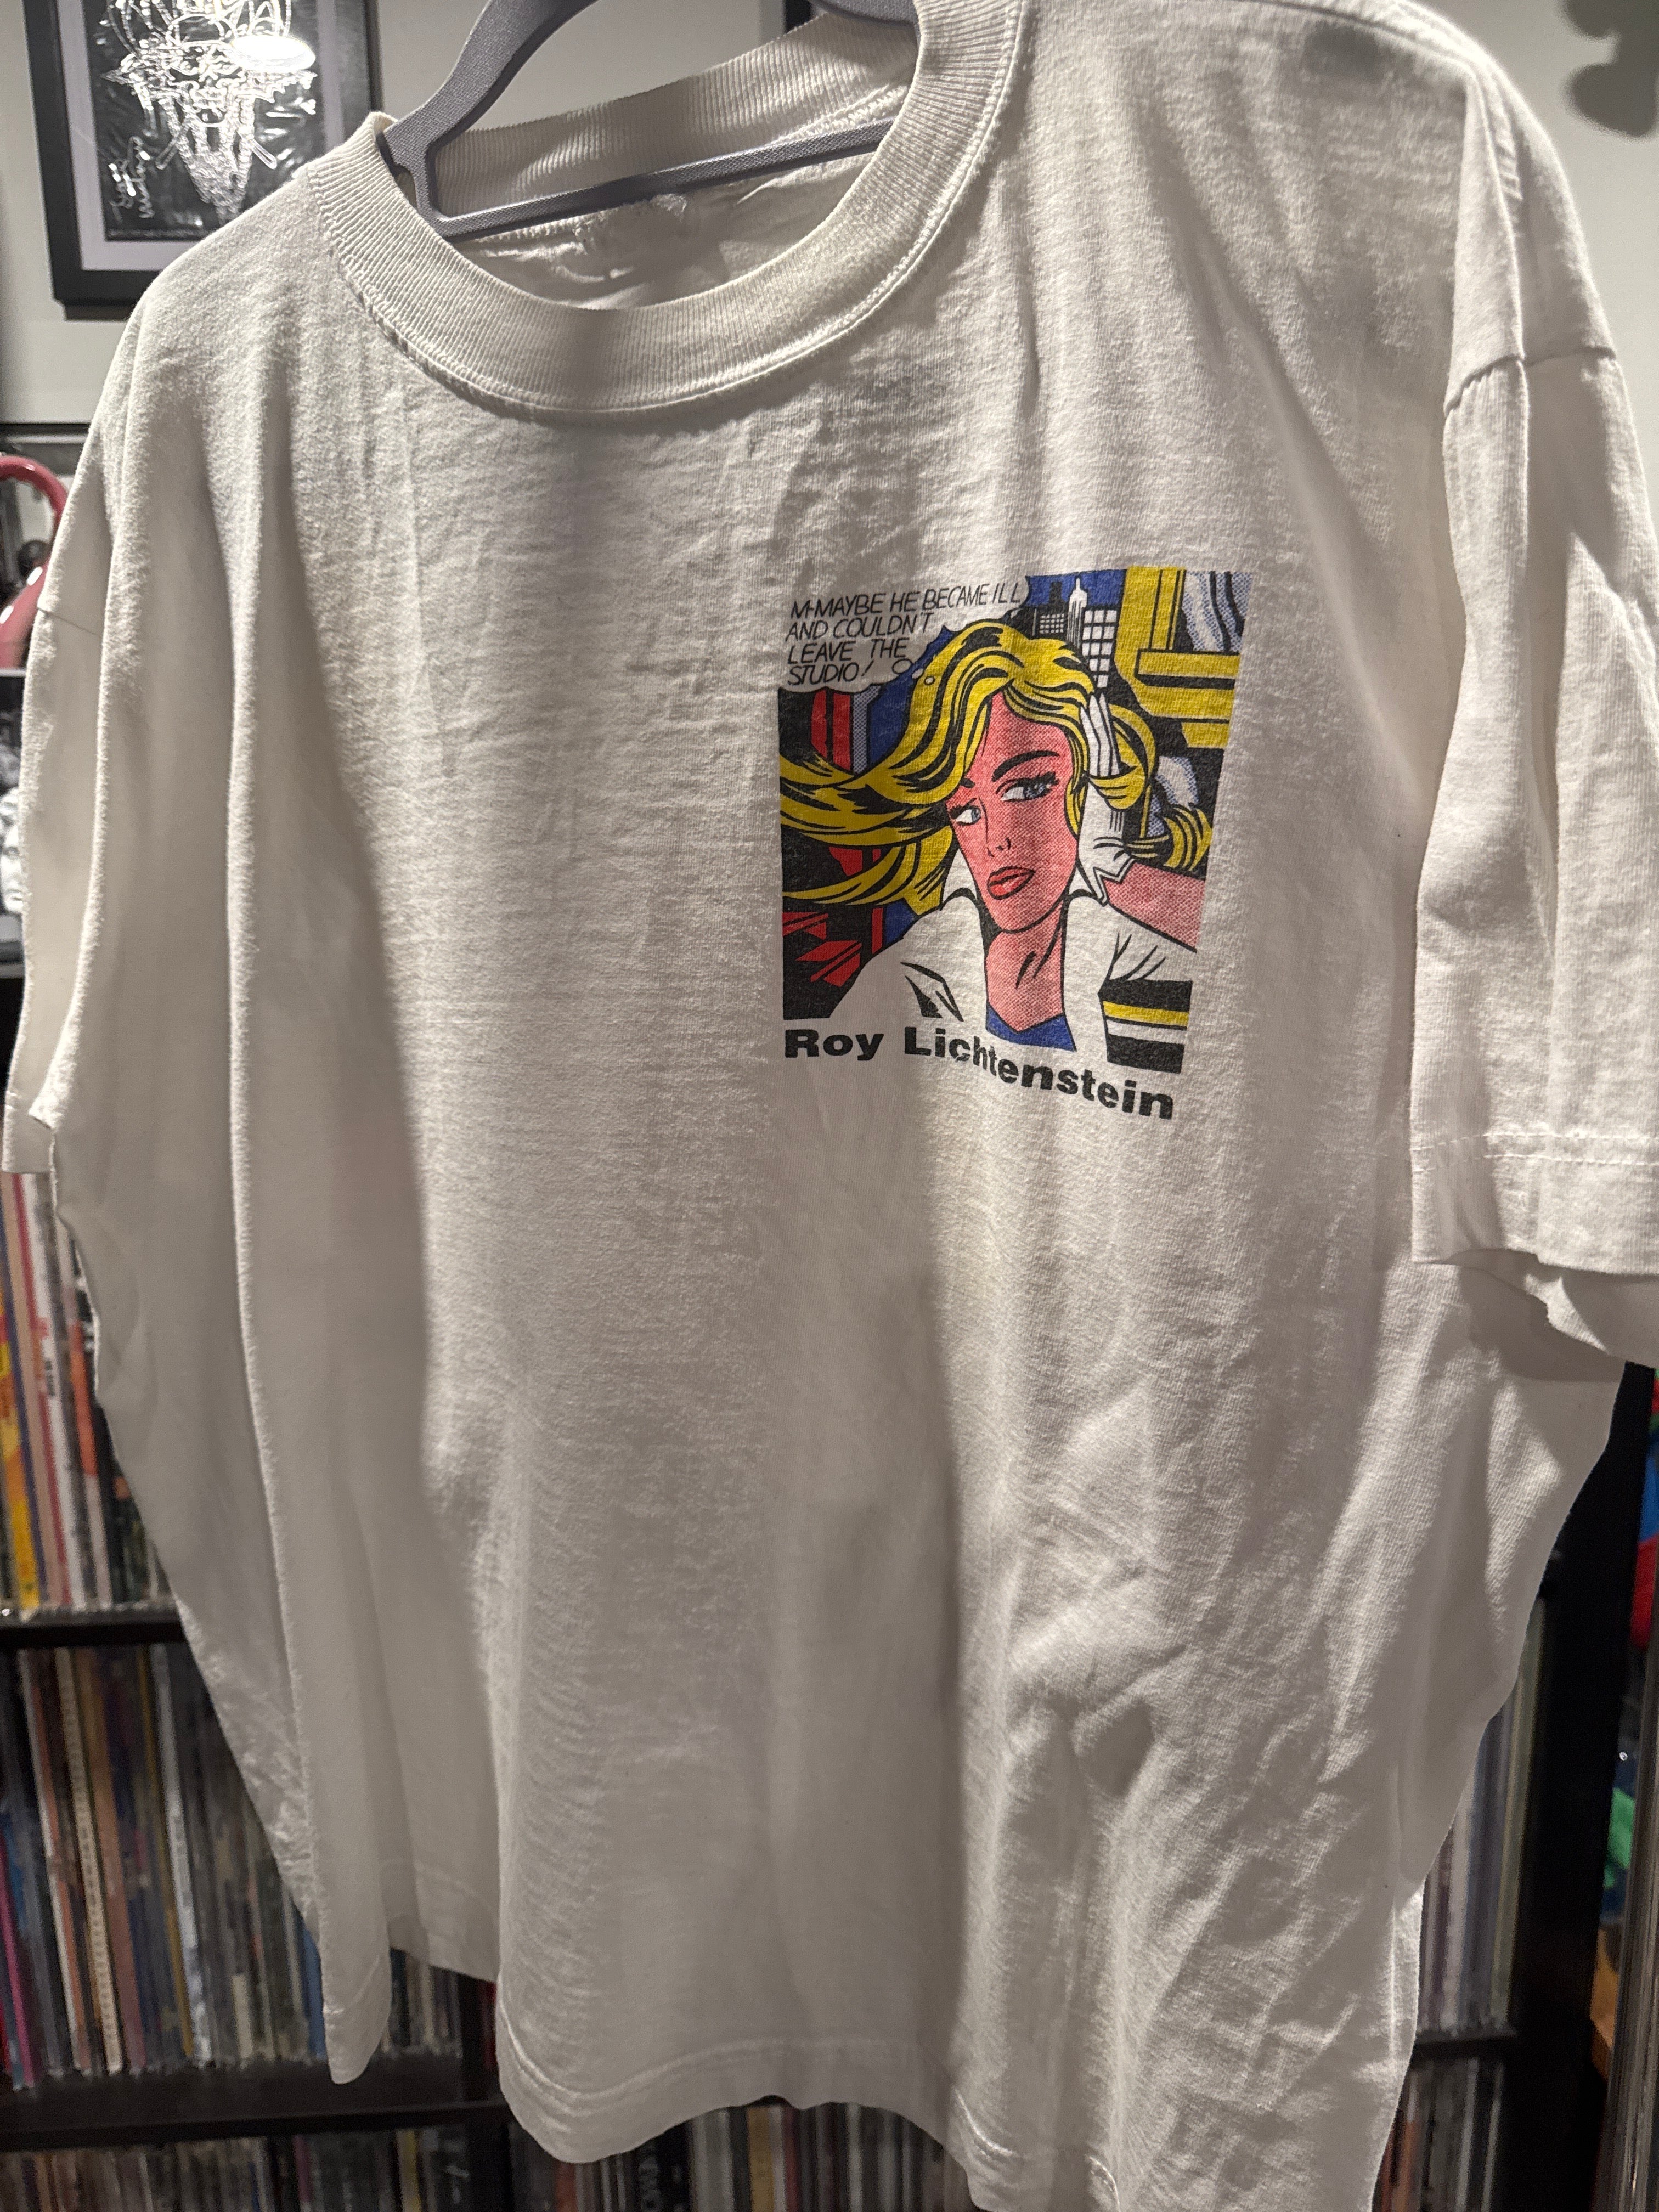 M-MAYBE HE BECAME ILL
AND COULDN'T
LEAVE THE
STUDIO!
Roy Lichtenstein